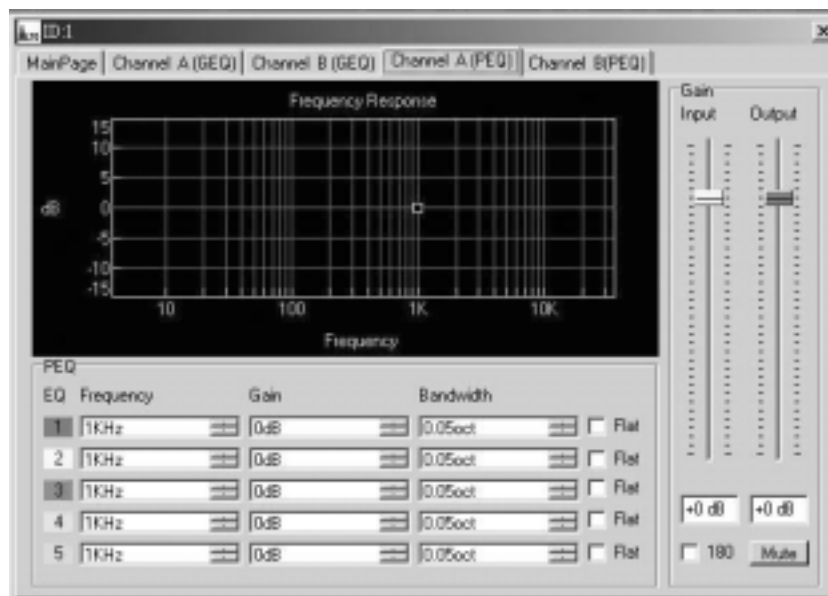 ID:1
MainPage Channel A (GEQ) Channel B (GEQ) Channel A (PEQ) Channel B(PEQ)
Frequency Response
15
10
5
dB 0
-5
-10
-15
10 100 1K 10K
Frequency
Gain
Input Output
+0 dB +0 dB
180 Mute
PEQ
EQ Frequency Gain Bandwidth
1 1KHz 0dB 0.05oct Flat
2 1KHz 0dB 0.05oct Flat
3 1KHz 0dB 0.05oct Flat
4 1KHz 0dB 0.05oct Flat
5 1KHz 0dB 0.05oct Flat